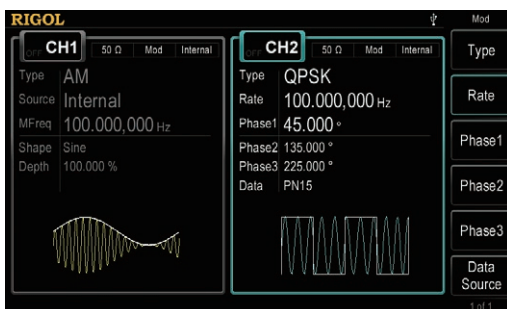 RIGOL
Mod
OFF CH1 50 Ω Mod Internal
Type AM
Source Internal
MFreq 100.000,000 Hz
Shape Sine
Depth 100.000 %
OFF CH2 50 Ω Mod Internal
Type QPSK
Rate 100.000,000 Hz
Phase1 45.000 °
Phase2 135.000 °
Phase3 225.000 °
Data PN15
Type
Rate
Phase1
Phase2
Phase3
Data
Source
1 of 1